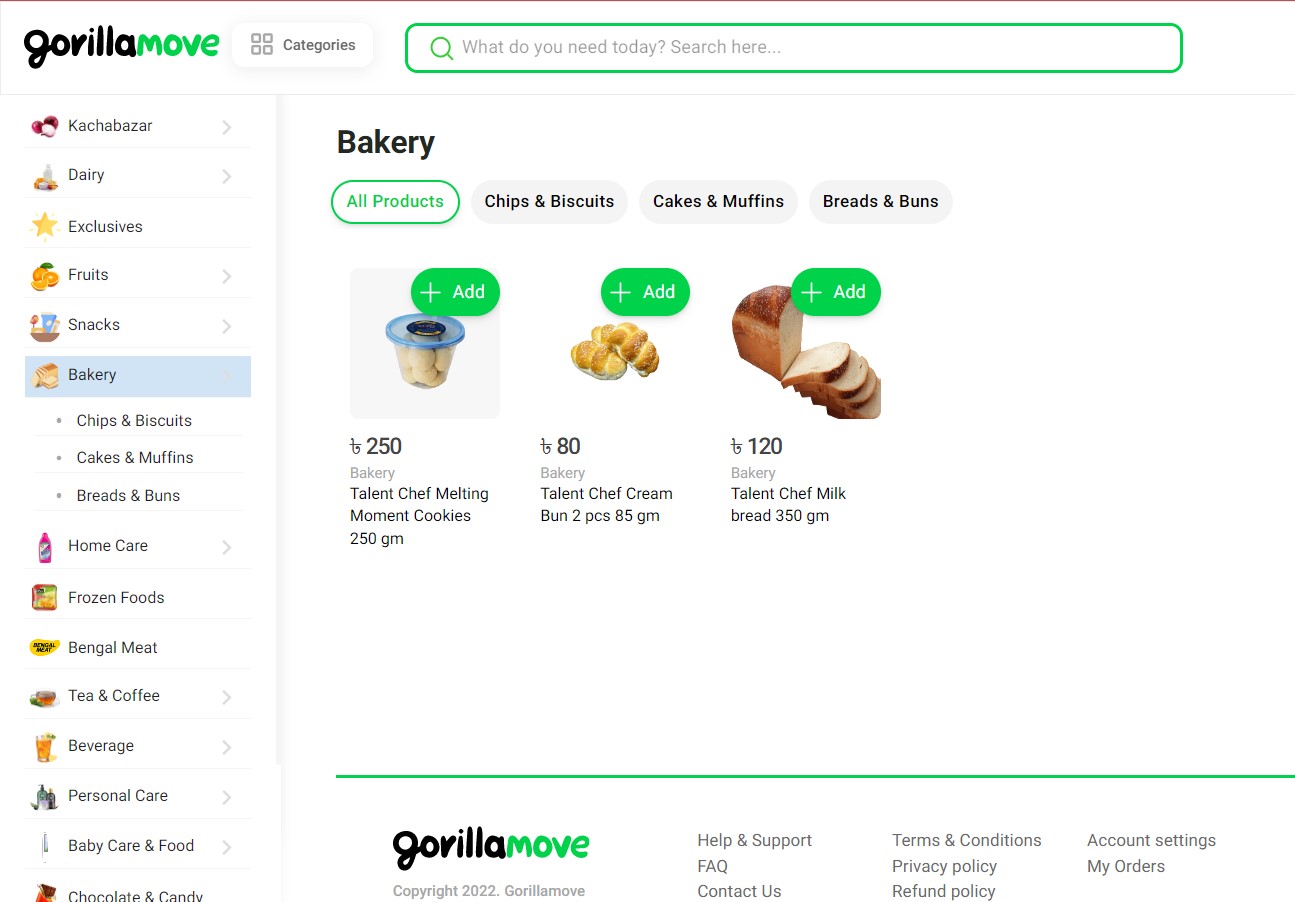 gorillamove
Categories
What do you need today? Search here...
Kachabazar
Dairy
Exclusives
Fruits
Snacks
Bakery
Chips & Biscuits
Cakes & Muffins
Breads & Buns
Home Care
Frozen Foods
BENGAL
MEAT
Bengal Meat
Tea & Coffee
Beverage
Personal Care
Baby Care & Food
Chocolate & Candy
Bakery
All Products
Chips & Biscuits
Cakes & Muffins
Breads & Buns
Add
৳ 250
Bakery
Talent Chef Melting
Moment Cookies
250 gm
Add
৳ 80
Bakery
Talent Chef Cream
Bun 2 pcs 85 gm
Add
৳ 120
Bakery
Talent Chef Milk
bread 350 gm
gorillamove
Copyright 2022. Gorillamove
Help & Support
FAQ
Contact Us
Terms & Conditions
Privacy policy
Refund policy
Account settings
My Orders